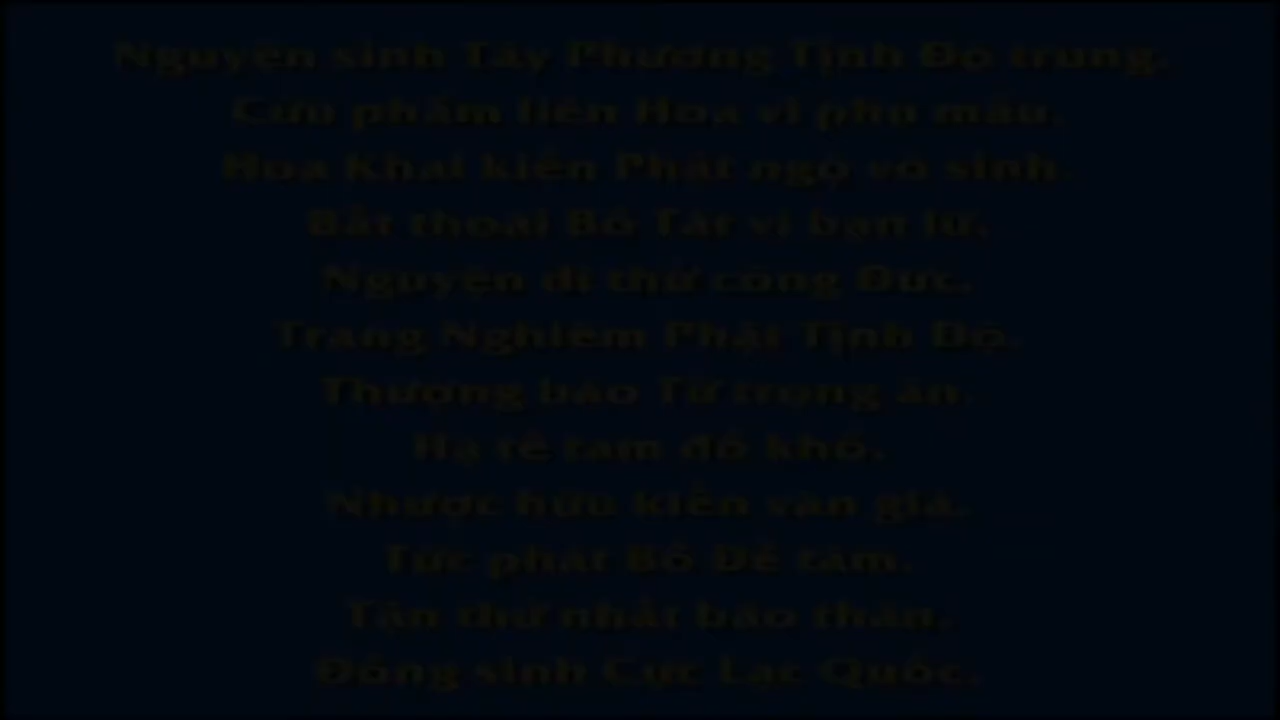 Nguyện sinh Tây Phương Tịnh Độ trung,
Cửu phẩm liên Hoa vi phụ mẫu.
Hoa Khai kiến Phật ngộ vô sinh.
Bất thoái Bồ Tát vi bạn lữ.
Nguyện dĩ thử công Đức.
Trang Nghiêm Phật Tịnh Độ.
Thượng báo Tứ trọng ân.
Hạ tế tam đồ khổ.
Nhược hữu kiến văn giả.
Tức phát Bồ Đề tâm.
Tận thử nhất báo thân.
Đồng sinh Cực Lạc Quốc.